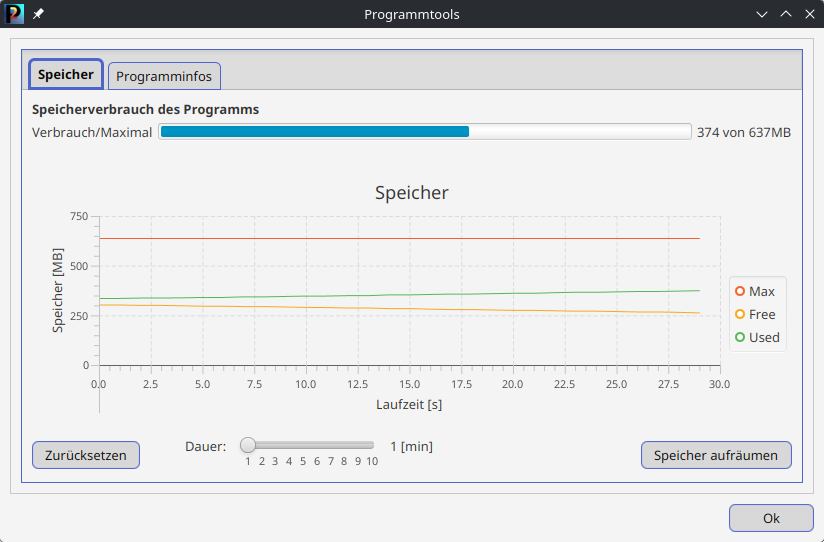 Programmtools
Speicher Programminfos
Speicherverbrauch des Programms
Verbrauch/Maximal 374 von 637MB
Speicher
Speicher [MB]
750
500
250
0
0.0 2.5 5.0 7.5 10.0 12.5 15.0 17.5 20.0 22.5 25.0 27.5 30.0
Laufzeit [s]
Max
Free
Used
Zurücksetzen
Dauer: 1 [min]
1 2 3 4 5 6 7 8 9 10
Speicher aufräumen
Ok